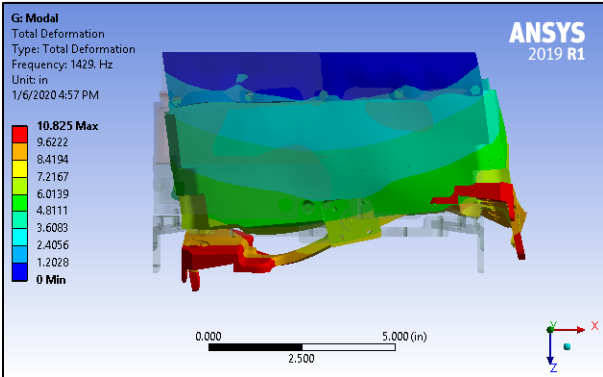 G: Modal
Total Deformation
Type: Total Deformation
Frequency: 1429. Hz
Unit: in
1/6/2020 4:57 PM
10.825 Max
9.6222
8.4194
7.2167
6.0139
4.8111
3.6083
2.4056
1.2028
0 Min
ANSYS
2019 R1
0.000
5.000 (in)
2.500
Y
X
Z